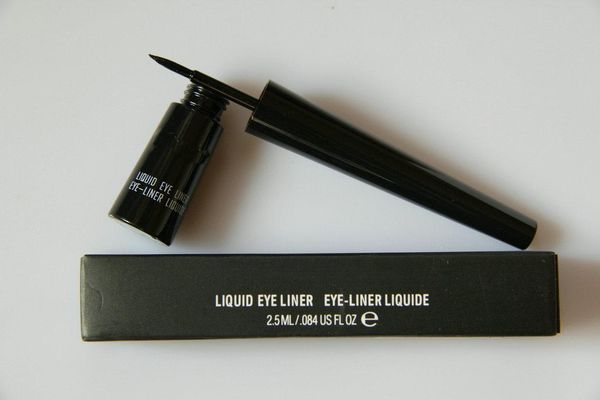 LIQUID EYE LINER
EYE-LINER LIQUIDE
LIQUID EYE LINER EYE-LINER LIQUIDE
2.5 ML/.084 US FL OZ e